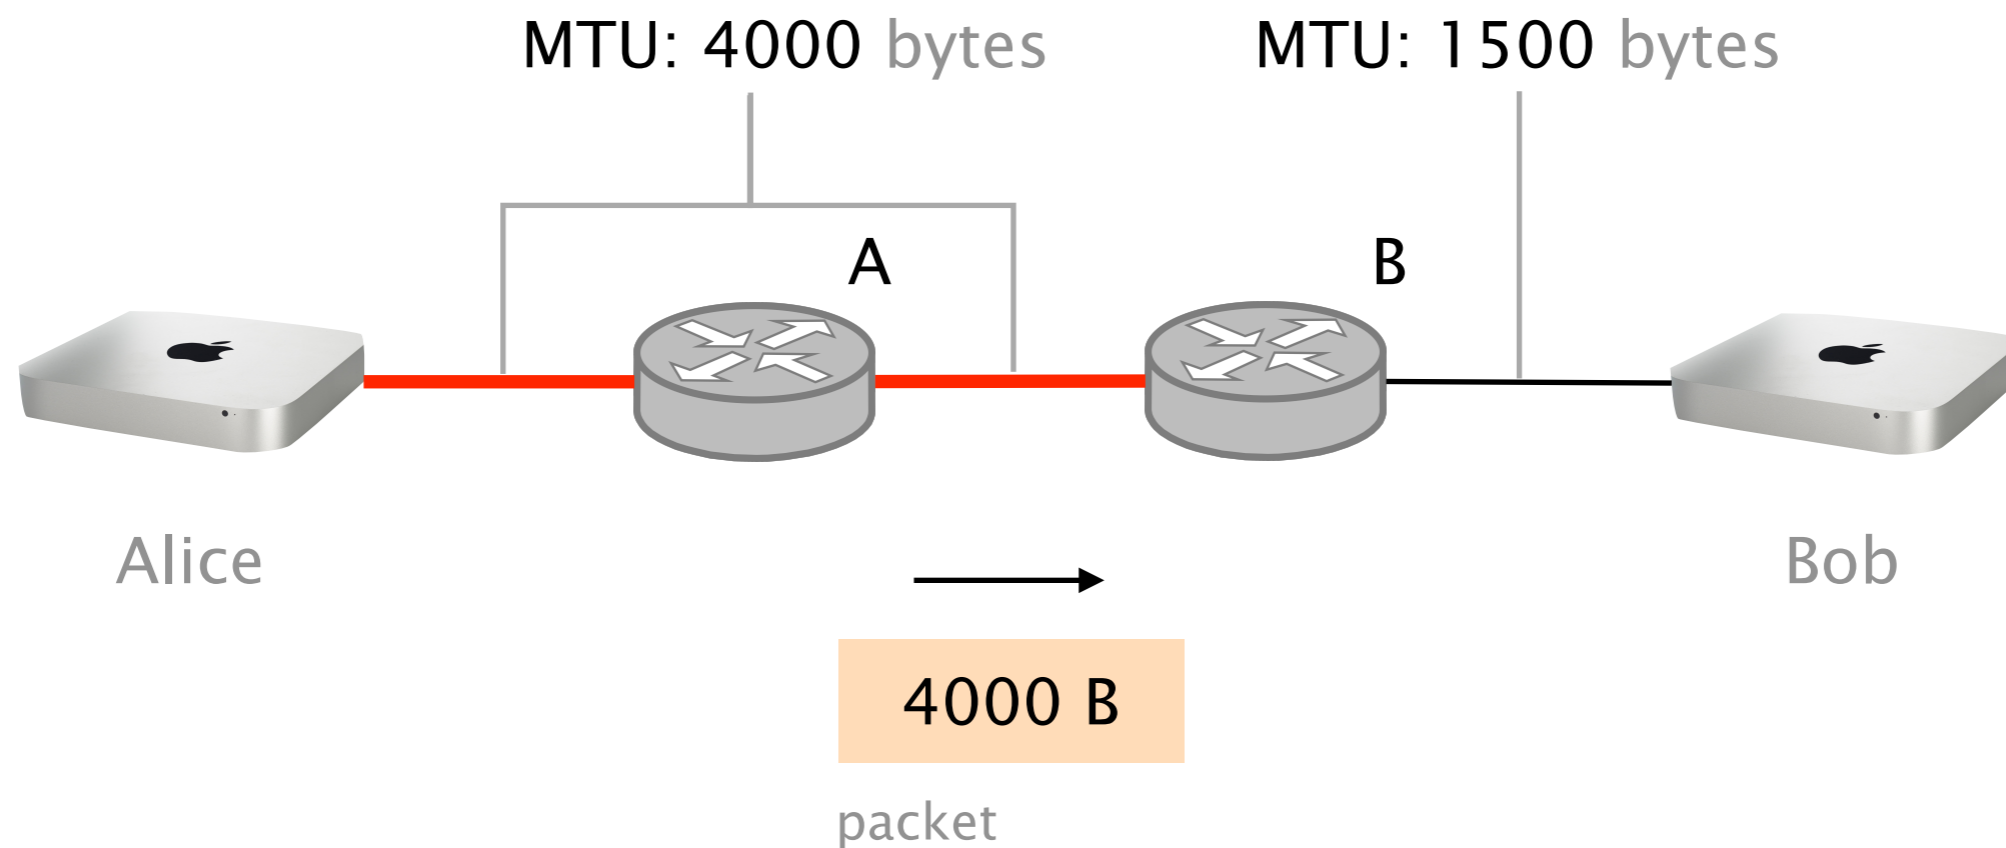 MTU: 4000 bytes
MTU: 1500 bytes
A
B
Alice
Bob
4000 B
packet